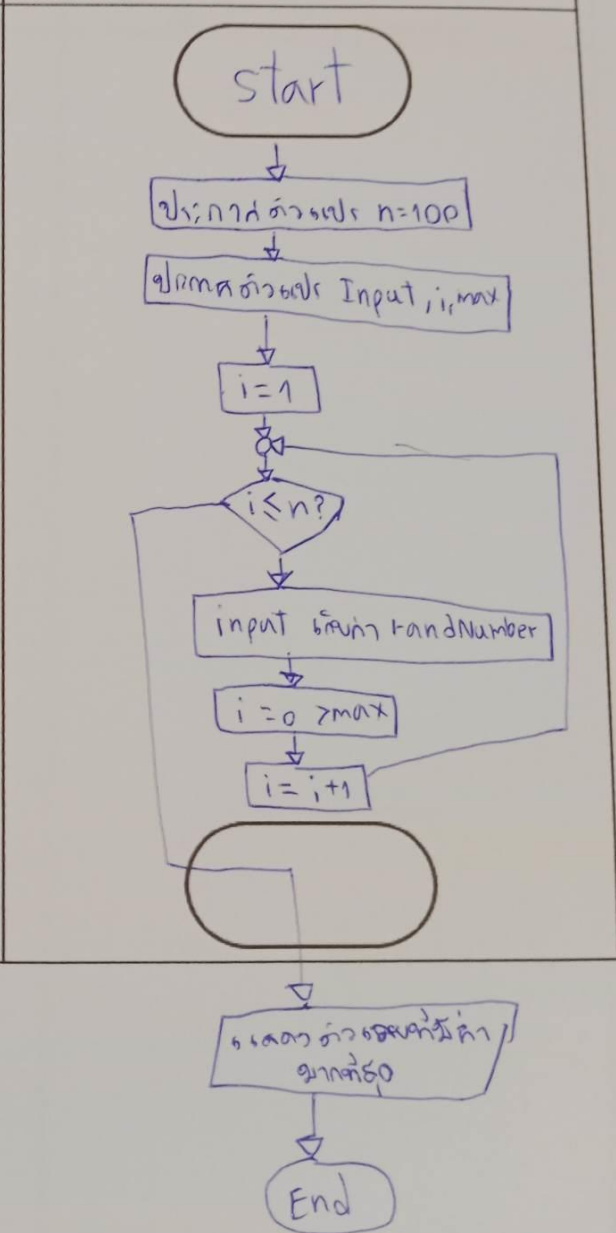 start
ประกาศตัวแปร n=100
ประกาศตัวแปร Input, i, max
i=1
i≤n?
input เก็บค่า randNumber
i=0 >max
i=i+1
แสดงตัวเลขที่มีค่า
มากที่สุด
End